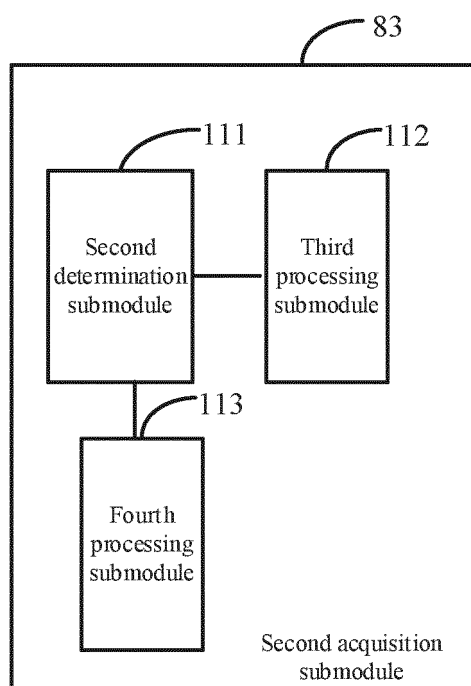 83
111
112
Second
determination
submodule
Third
processing
submodule
113
Fourth
processing
submodule
Second acquisition
submodule